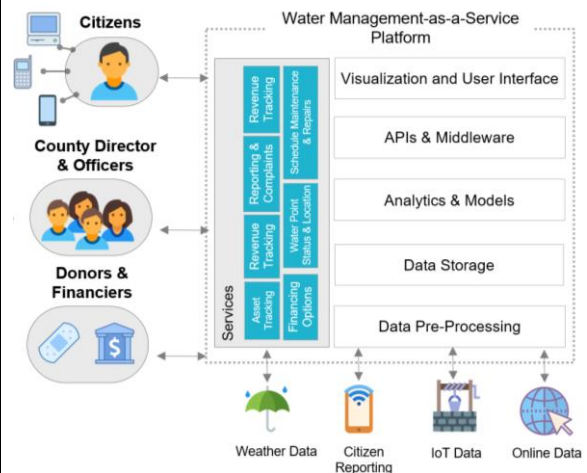 Citizens
Water Management-as-a-Service
Platform
County Director
& Officers
Donors &
Financiers
Services
Revenue
Tracking
Reporting &
Complaints
Revenue
Tracking
Asset
Tracking
Schedule Maintenance
& Repairs
Water Point
Status & Location
Financing
Options
Visualization and User Interface
APIs & Middleware
Analytics & Models
Data Storage
Data Pre-Processing
$
Weather Data
Citizen
Reporting
IoT Data
Online Data